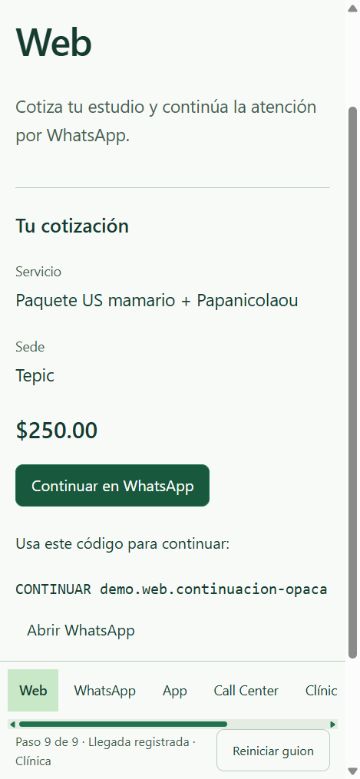 Web
Cotiza tu estudio y continúa la atención
por WhatsApp.
Tu cotización
Servicio
Paquete US mamario + Papanicolaou
Sede
Tepic
$250.00
Continuar en WhatsApp
Usa este código para continuar:
CONTINUAR demo.web.continuacion-opaca
Abrir WhatsApp
Web WhatsApp App Call Center Clínic
Paso 9 de 9 · Llegada registrada ·
Clínica
Reiniciar guion